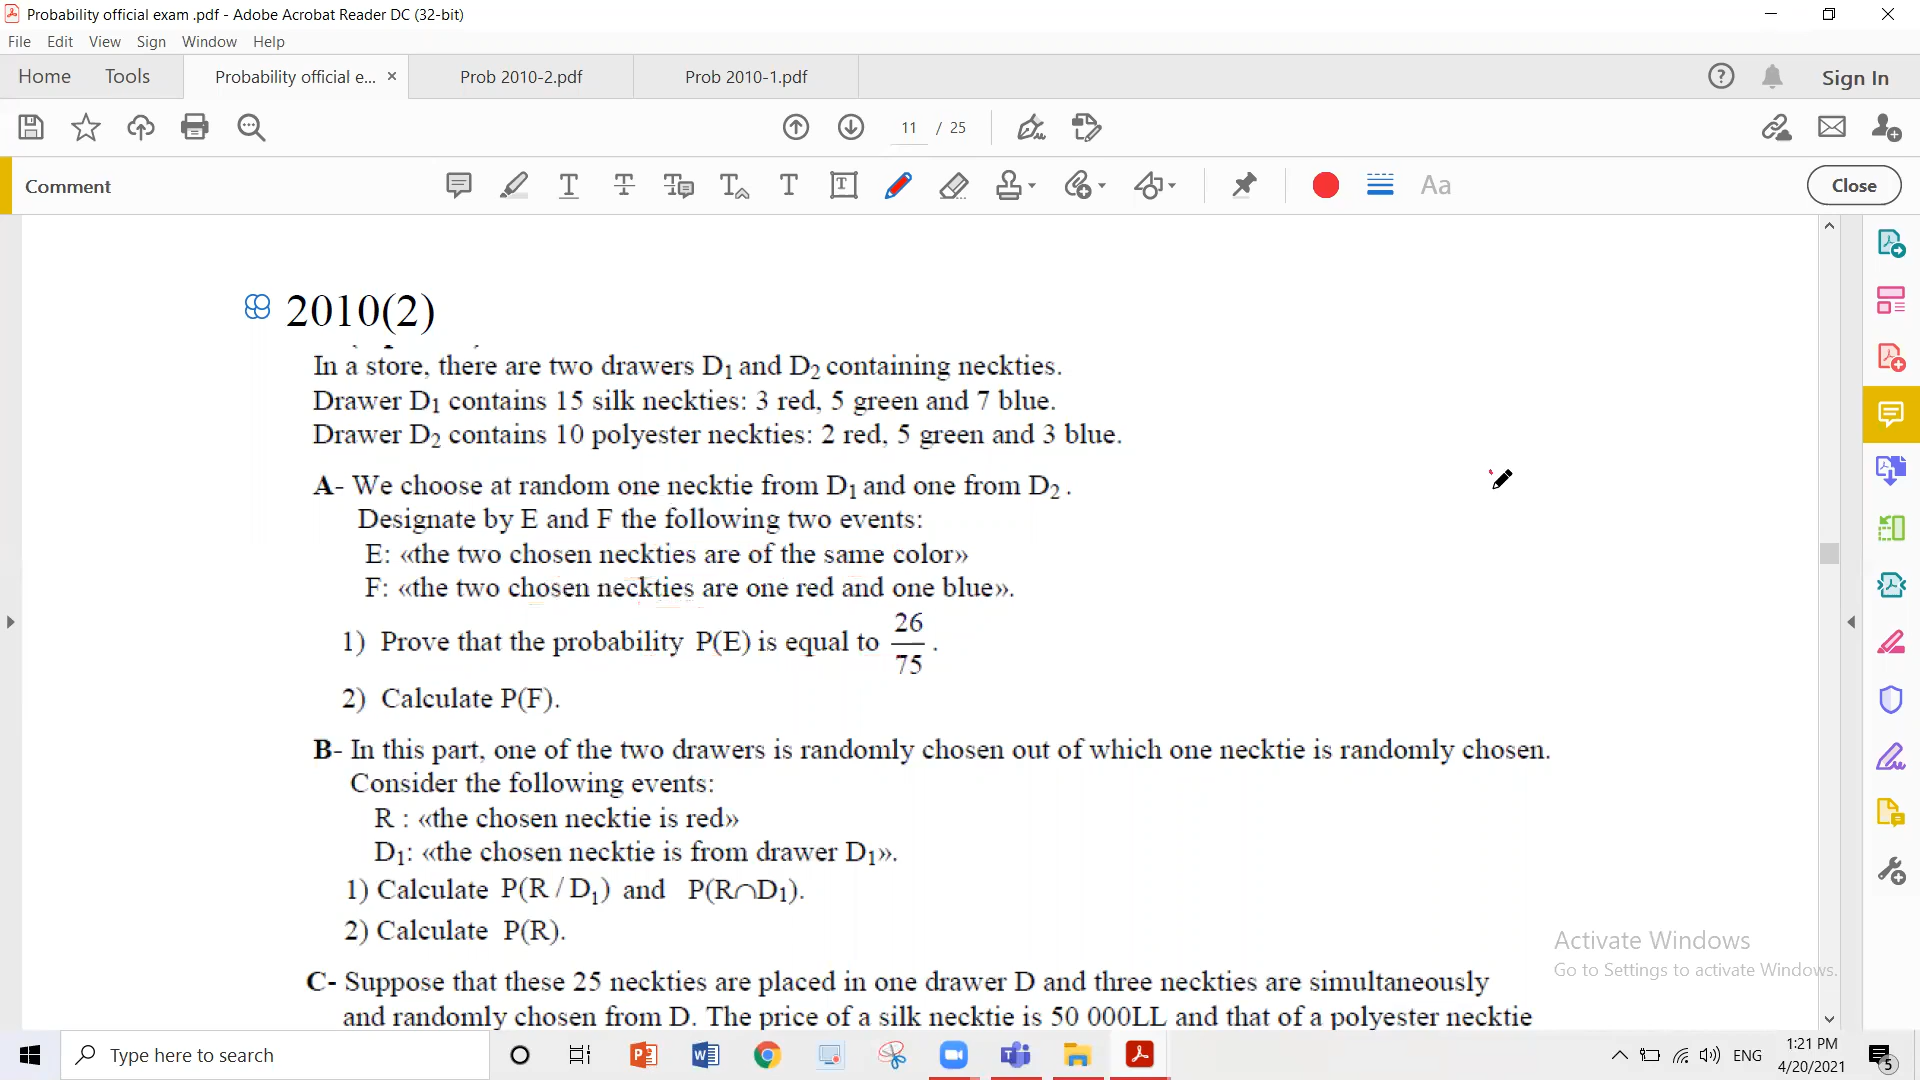 Probability official exam .pdf - Adobe Acrobat Reader DC (32-bit)
File Edit View Sign Window Help
Home Tools Probability official e... × Prob 2010-2.pdf Prob 2010-1.pdf ? Sign In
11 / 25
Comment T T T T T T Aa Close
2010(2)
In a store, there are two drawers D₁ and D₂ containing neckties.
Drawer D₁ contains 15 silk neckties: 3 red, 5 green and 7 blue.
Drawer D₂ contains 10 polyester neckties: 2 red, 5 green and 3 blue.
A- We choose at random one necktie from D₁ and one from D₂ .
Designate by E and F the following two events:
E: «the two chosen neckties are of the same color»
F: «the two chosen neckties are one red and one blue».
1) Prove that the probability P(E) is equal to 26/75 .
2) Calculate P(F).
B- In this part, one of the two drawers is randomly chosen out of which one necktie is randomly chosen.
Consider the following events:
R : «the chosen necktie is red»
D₁: «the chosen necktie is from drawer D₁».
1) Calculate P(R / D₁) and P(R∩D₁).
2) Calculate P(R).
C- Suppose that these 25 neckties are placed in one drawer D and three neckties are simultaneously
and randomly chosen from D. The price of a silk necktie is 50 000LL and that of a polyester necktie
Activate Windows
Go to Settings to activate Windows.
Type here to search
ENG
1:21 PM
4/20/2021
5